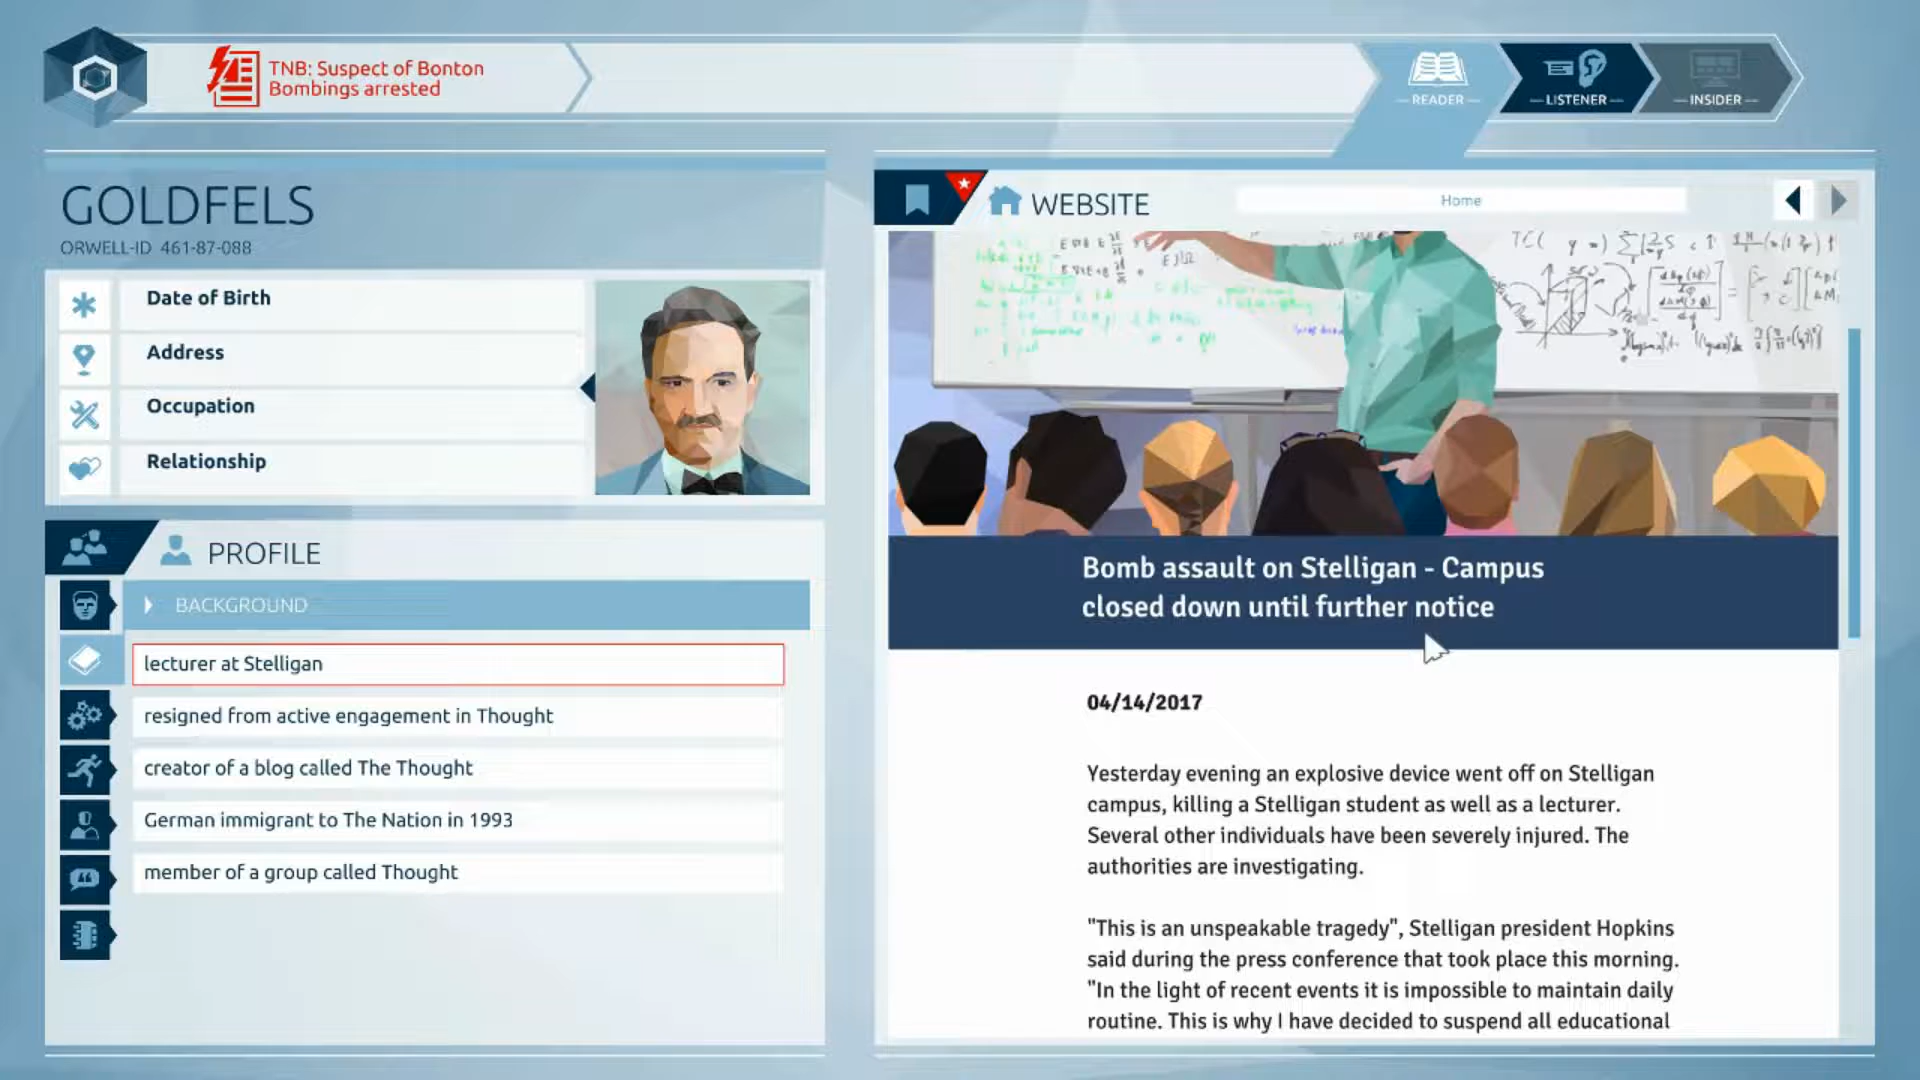 TNB: Suspect of Bonton
Bombings arrested
READER
LISTENER
INSIDER
GOLDFELS
ORWELL-ID 461-87-088
Date of Birth
Address
Occupation
Relationship
PROFILE
BACKGROUND
lecturer at Stelligan
resigned from active engagement in Thought
creator of a blog called The Thought
German immigrant to The Nation in 1993
member of a group called Thought
WEBSITE
Home
Bomb assault on Stelligan - Campus
closed down until further notice
04/14/2017
Yesterday evening an explosive device went off on Stelligan
campus, killing a Stelligan student as well as a lecturer.
Several other individuals have been severely injured. The
authorities are investigating.
"This is an unspeakable tragedy", Stelligan president Hopkins
said during the press conference that took place this morning.
"In the light of recent events it is impossible to maintain daily
routine. This is why I have decided to suspend all educational